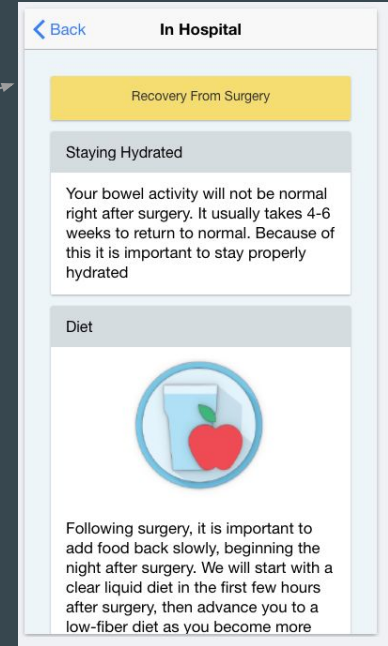 Back
In Hospital
Recovery From Surgery
Staying Hydrated
Your bowel activity will not be normal
right after surgery. It usually takes 4-6
weeks to return to normal. Because of
this it is important to stay properly
hydrated
Diet
Following surgery, it is important to
add food back slowly, beginning the
night after surgery. We will start with a
clear liquid diet in the first few hours
after surgery, then advance you to a
low-fiber diet as you become more